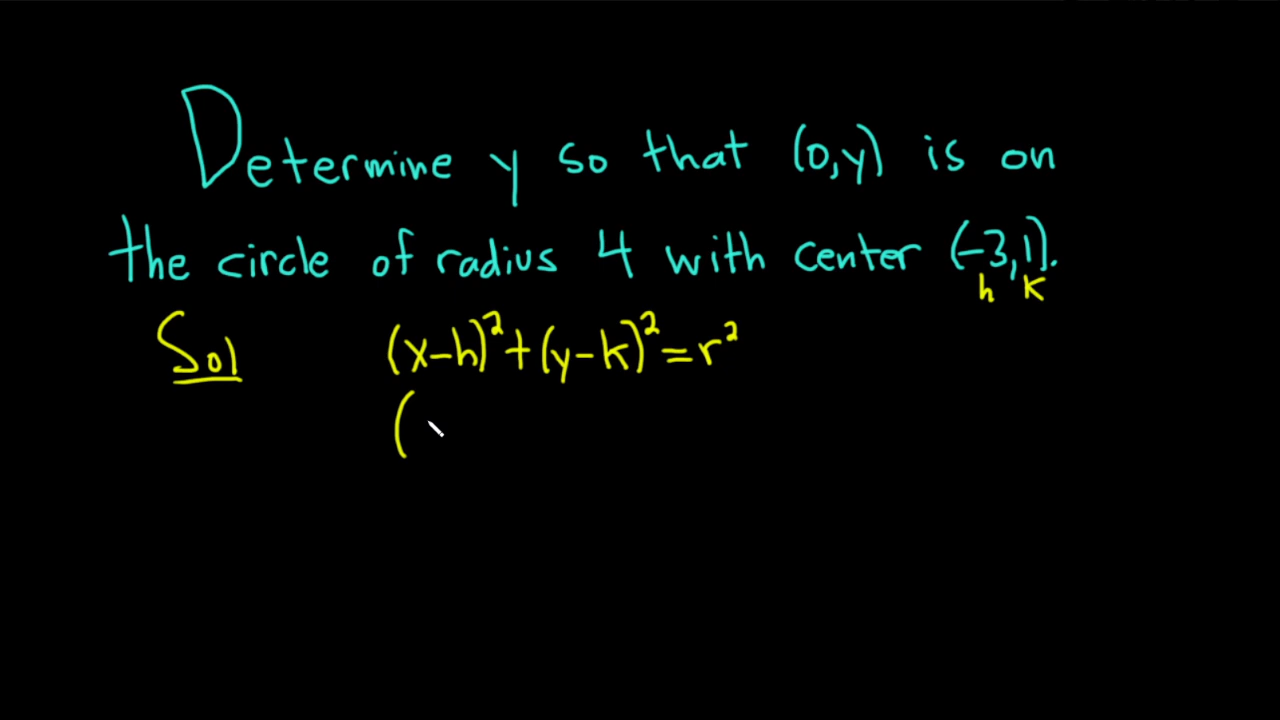 Determine y so that (0,y) is on
the circle of radius 4 with center (-3,1).
h k
Sol (x-h)²+(y-k)²=r²
(